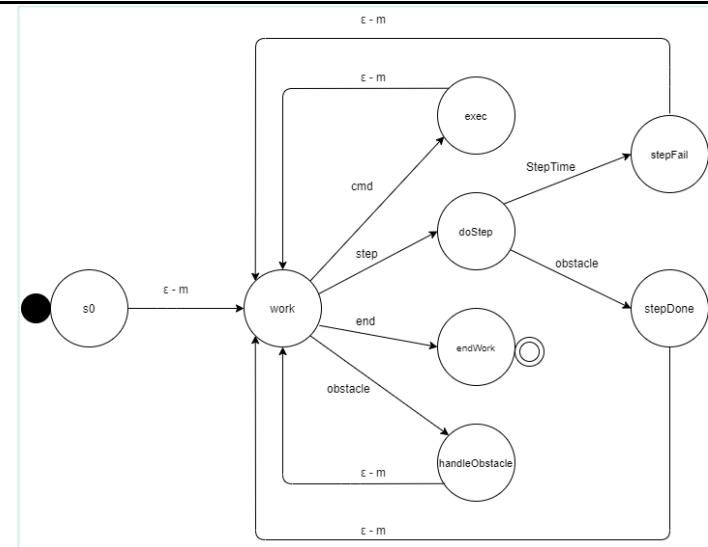 ε - m
ε - m
exec
stepFail
StepTime
cmd
doStep
step
obstacle
ε - m
s0
work
stepDone
end
endWork
obstacle
handleObstacle
ε - m
ε - m